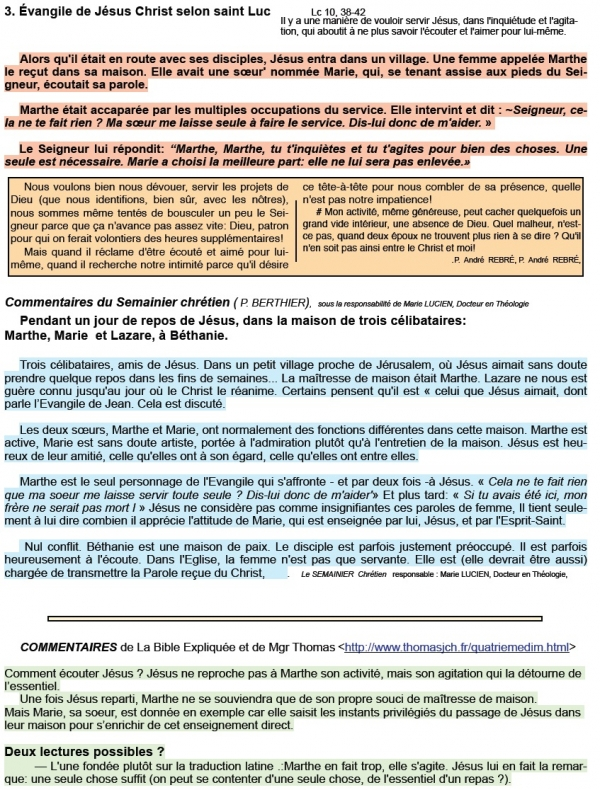 3. Évangile de Jésus Christ selon saint Luc Lc 10, 38-42
Il y a une manière de vouloir servir Jésus, dans l'inquiétude et l'agita-
tion, qui aboutit à ne plus savoir l'écouter et l'aimer pour lui-même.
Alors qu'il était en route avec ses disciples, Jésus entra dans un village. Une femme appelée Marthe
le reçut dans sa maison. Elle avait une sœur' nommée Marie, qui, se tenant assise aux pieds du Sei-
gneur, écoutait sa parole.
Marthe était accaparée par les multiples occupations du service. Elle intervint et dit : ~Seigneur, ce-
la ne te fait rien ? Ma sœur me laisse seule à faire le service. Dis-lui donc de m'aider. »
Le Seigneur lui répondit: “Marthe, Marthe, tu t'inquiètes et tu t'agites pour bien des choses. Une
seule est nécessaire. Marie a choisi la meilleure part: elle ne lui sera pas enlevée.»
Nous voulons bien nous dévouer, servir les projets de
Dieu (que nous identifions, bien sûr, avec les nôtres),
nous sommes même tentés de bousculer un peu le Sei-
gneur parce que ça n'avance pas assez vite: Dieu, patron
pour qui on ferait volontiers des heures supplémentaires!
Mais quand il réclame d'être écouté et aimé pour lui-
même, quand il recherche notre intimité parce qu'il désire
ce tête-à-tête pour nous combler de sa présence, quelle
n'est pas notre impatience!
# Mon activité, même généreuse, peut cacher quelquefois un
grand vide intérieur, une absence de Dieu. Quel malheur, n'est-
ce pas, quand deux époux ne trouvent plus rien à se dire ? Qu'il
n'en soit pas ainsi entre le Christ et moi!
.P. André REBRÉ, P. André REBRÉ,
Commentaires du Semainier chrétien ( P. BERTHIER), sous la responsabilité de Marie LUCIEN, Docteur en Théologie
Pendant un jour de repos de Jésus, dans la maison de trois célibataires:
Marthe, Marie et Lazare, à Béthanie.
Trois célibataires, amis de Jésus. Dans un petit village proche de Jérusalem, où Jésus aimait sans doute
prendre quelque repos dans les fins de semaines... La maîtresse de maison était Marthe. Lazare ne nous est
guère connu jusqu'au jour où le Christ le réanime. Certains pensent qu'il est « celui que Jésus aimait, dont
parle l'Evangile de Jean. Cela est discuté.
Les deux sœurs, Marthe et Marie, ont normalement des fonctions différentes dans cette maison. Marthe est
active, Marie est sans doute artiste, portée à l'admiration plutôt qu'à l'entretien de la maison. Jésus est heu-
reux de leur amitié, celle qu'elles ont à son égard, celle qu'elles ont entre elles.
Marthe est le seul personnage de l'Evangile qui s'affronte - et par deux fois -à Jésus. « Cela ne te fait rien
que ma soeur me laisse servir toute seule ? Dis-lui donc de m'aider'» Et plus tard: « Si tu avais été ici, mon
frère ne serait pas mort ! » Jésus ne considère pas comme insignifiantes ces paroles de femme, Il tient seule-
ment à lui dire combien il apprécie l'attitude de Marie, qui est enseignée par lui, Jésus, et par l'Esprit-Saint.
Nul conflit. Béthanie est une maison de paix. Le disciple est parfois justement préoccupé. Il est parfois
heureusement à l'écoute. Dans l'Eglise, la femme n'est pas que servante. Elle est (elle devrait être aussi)
chargée de transmettre la Parole reçue du Christ, . Le SEMAINIER Chrétien responsable : Marie LUCIEN, Docteur en Théologie,
COMMENTAIRES de La Bible Expliquée et de Mgr Thomas <http://www.thomasjch.fr/quatriemedim.html>
Comment écouter Jésus ? Jésus ne reproche pas à Marthe son activité, mais son agitation qui la détourne de
l'essentiel.
Une fois Jésus reparti, Marthe ne se souviendra que de son propre souci de maîtresse de maison.
Mais Marie, sa soeur, est donnée en exemple car elle saisit les instants privilégiés du passage de Jésus dans
leur maison pour s'enrichir de cet enseignement direct.
Deux lectures possibles ?
— L'une fondée plutôt sur la traduction latine .:Marthe en fait trop, elle s'agite. Jésus lui en fait la remar-
que: une seule chose suffit (on peut se contenter d'une seule chose, de l'essentiel d'un repas ?).